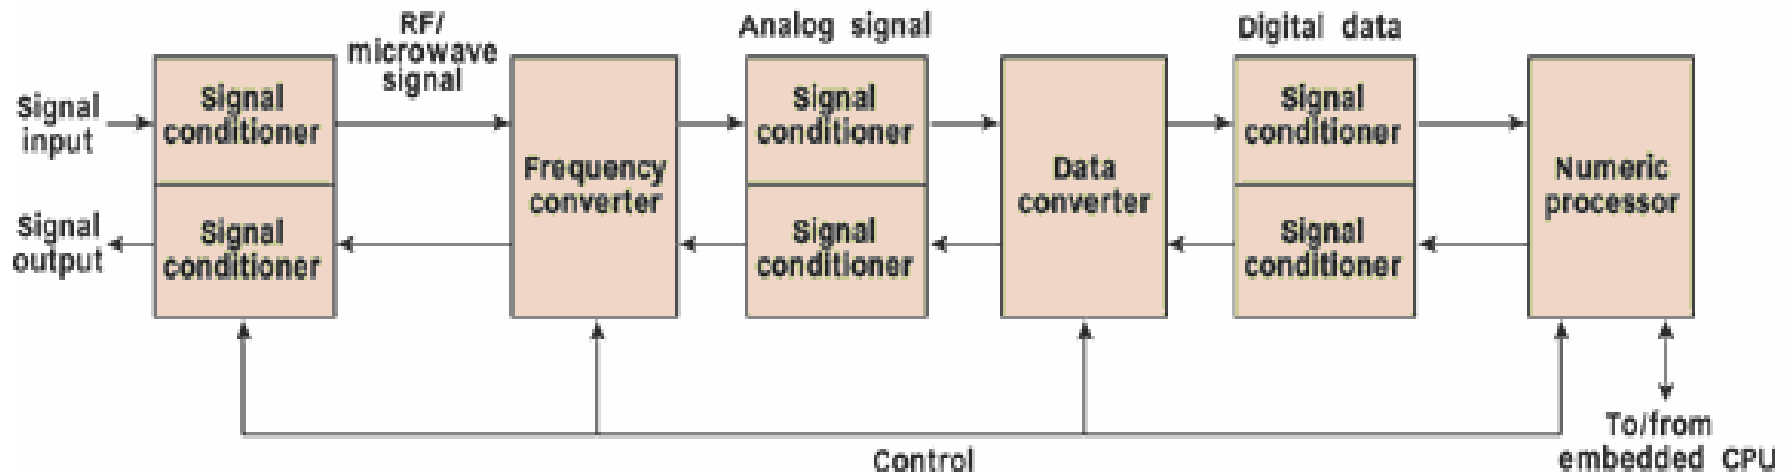 RF/
microwave
signal
Analog signal
Digital data
Signal
input
Signal
conditioner
Signal
conditioner
Signal
conditioner
Frequency
converter
Data
converter
Numeric
processor
Signal
output
Signal
conditioner
Signal
conditioner
Signal
conditioner
Control
To/from
embedded CPU